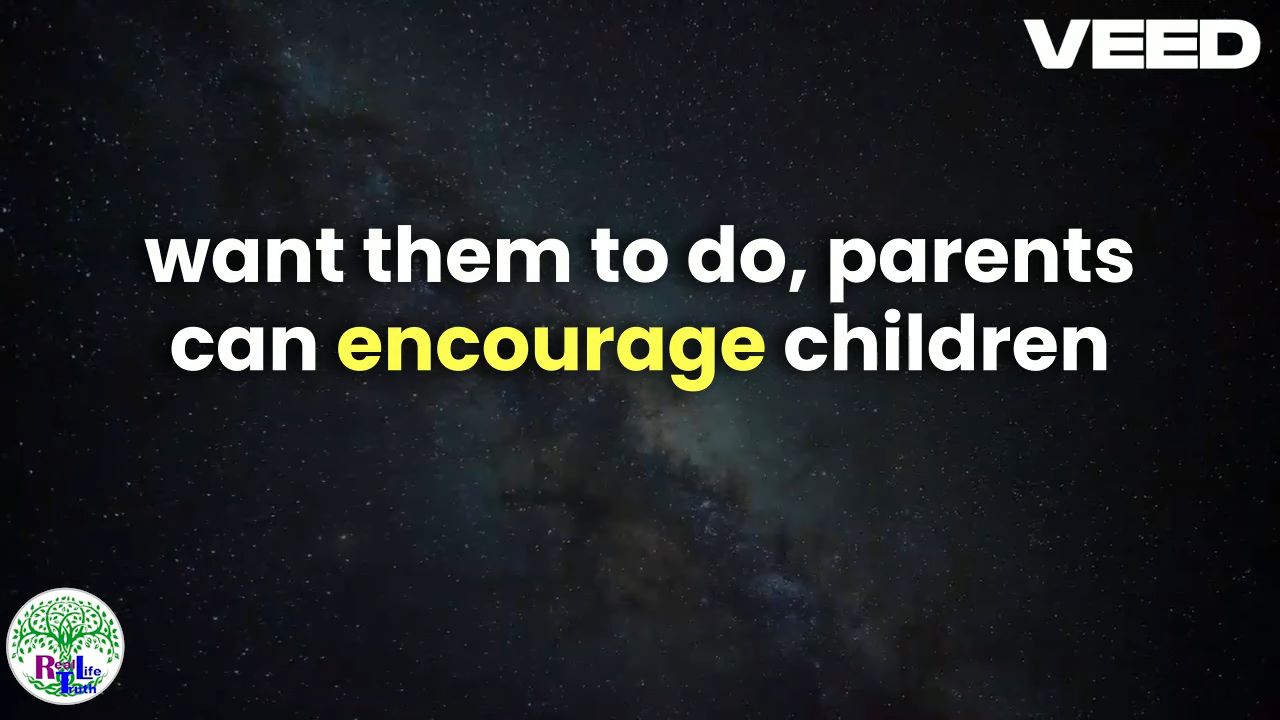 VEED
want them to do, parents
can encourage children
Real Life
Truth